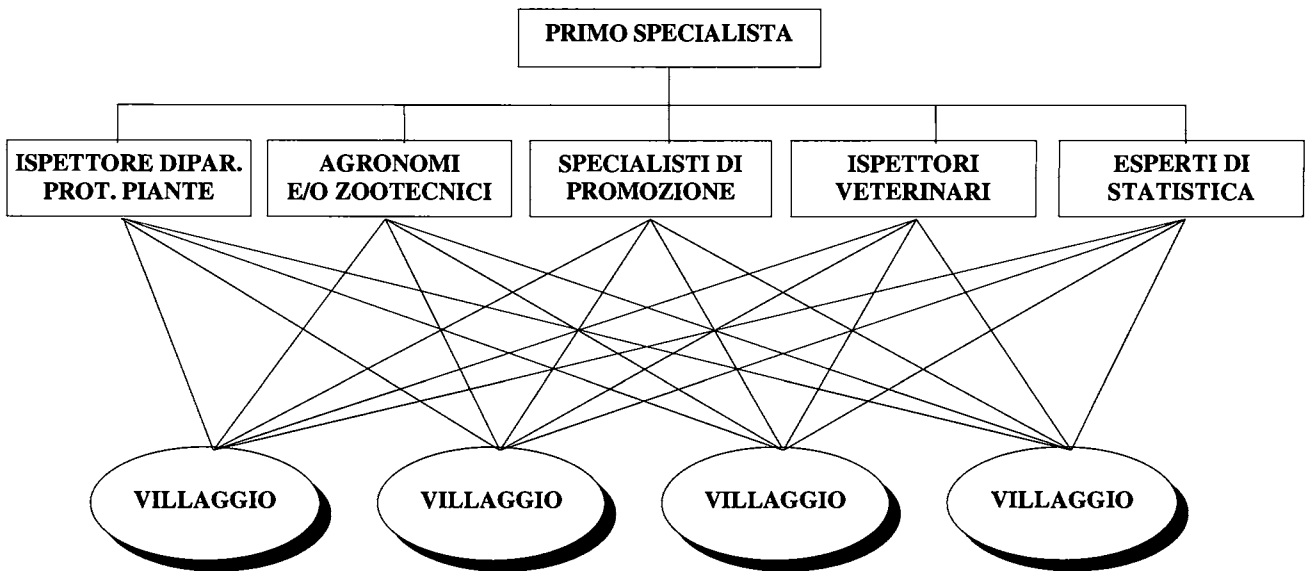 PRIMO SPECIALISTA
ISPETTORE DIPAR.
PROT. PIANTE
AGRONOMI
E/O ZOOTECNICI
SPECIALISTI DI
PROMOZIONE
ISPETTORI
VETERINARI
ESPERTI DI
STATISTICA
VILLAGGIO
VILLAGGIO
VILLAGGIO
VILLAGGIO